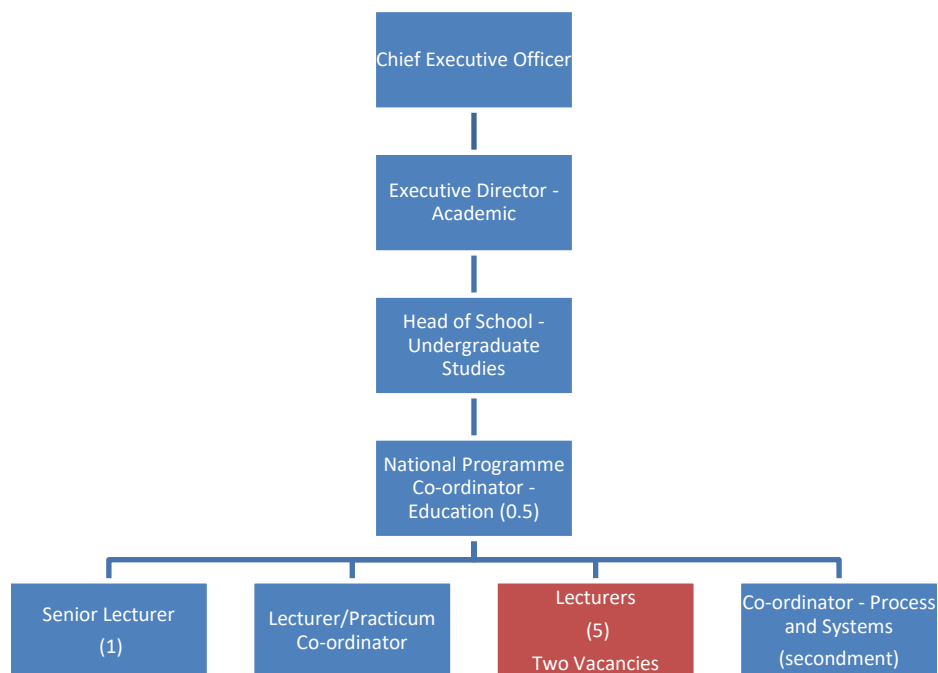 Chief Executive Officer
Executive Director -
Academic
Head of School -
Undergraduate
Studies
National Programme
Co-ordinator -
Education (0.5)
Senior Lecturer
(1)
Lecturer/Practicum
Co-ordinator
Lecturers
(5)
Two Vacancies
Co-ordinator - Process
and Systems
(secondment)